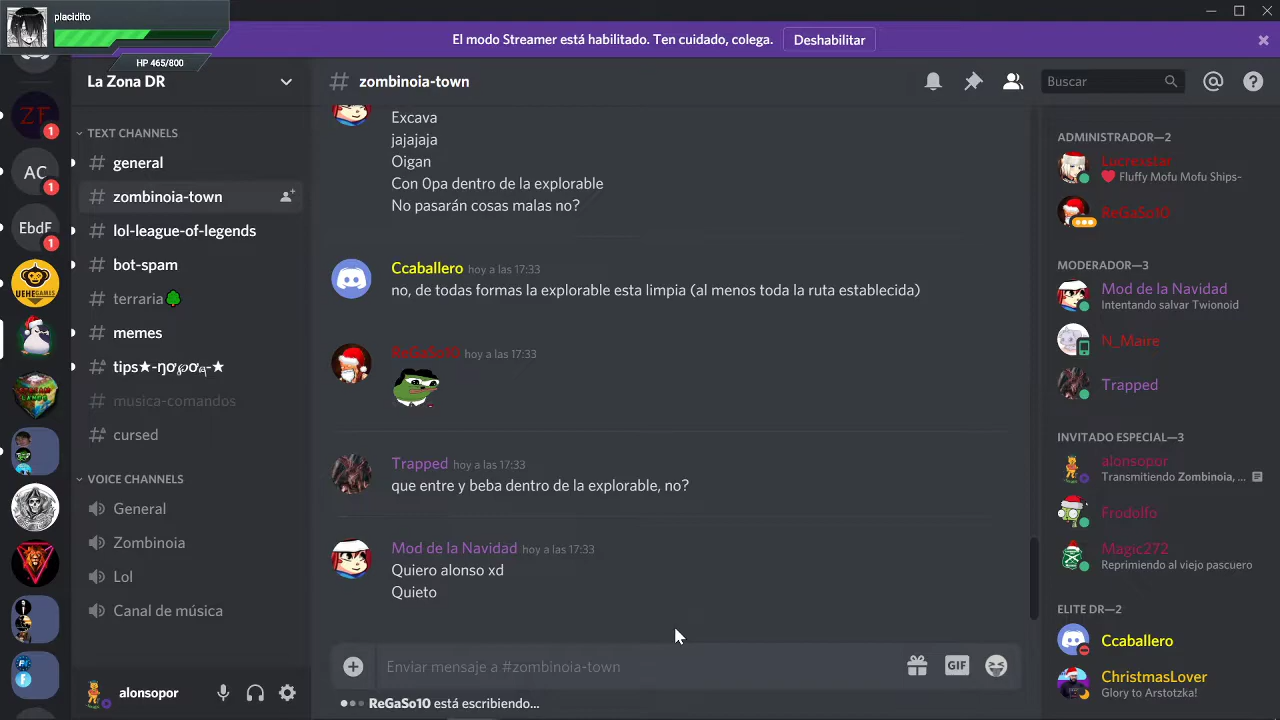 placidito
HP 465/800
El modo Streamer está habilitado. Ten cuidado, colega.
Deshabilitar
La Zona DR
# zombinoia-town
Buscar
ZF
1
AC
1
EbdF
1
UEHEGAMES
TEXT CHANNELS
general
zombinoia-town
lol-league-of-legends
bot-spam
terraria🌳
memes
musica-comandos
cursed
VOICE CHANNELS
General
Zombinoia
Lol
Canal de música
alonsopor
Excava
jajajaja
Oigan
Con 0pa dentro de la explorable
No pasarán cosas malas no?
Ccaballero hoy a las 17:33
no, de todas formas la explorable esta limpia (al menos toda la ruta establecida)
ReGaSo10 hoy a las 17:33
Trapped hoy a las 17:33
que entre y beba dentro de la explorable, no?
Mod de la Navidad hoy a las 17:33
Quiero alonso xd
Quieto
Enviar mensaje a #zombinoia-town
GIF
ReGaSo10 está escribiendo...
ADMINISTRADOR—2
Lucrexstar
❤️ Fluffy Mofu Mofu Ships-
ReGaSo10
MODERADOR—3
Mod de la Navidad
Intentando salvar Twionoid
N_Maire
Trapped
INVITADO ESPECIAL—3
alonsopor
Transmitiendo Zombinoia, ...
Frodolfo
Magic272
Reprimiendo al viejo pascuero
ELITE DR—2
Ccaballero
ChristmasLover
Glory to Arstotzka!